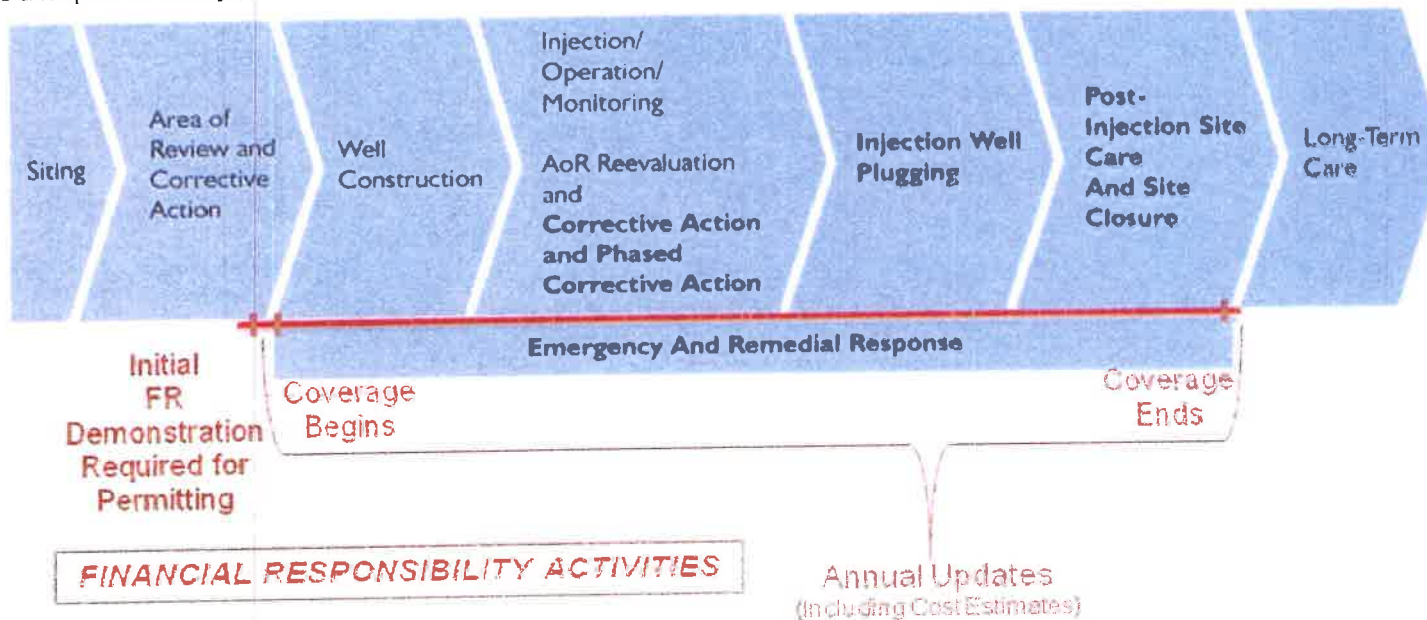 Siting
Area of
Review and
Corrective
Action
Well
Construction
Injection/
Operation/
Monitoring
AoR Reevaluation
and
Corrective Action
and Phased
Corrective Action
Injection Well
Plugging
Post-
Injection Site
Care
And Site
Closure
Long-Term
Care
Emergency And Remedial Response
Initial
FR
Demonstration
Required for
Permitting
Coverage
Begins
Coverage
Ends
FINANCIAL RESPONSIBILITY ACTIVITIES
Annual Updates
(Including Cost Estimates)